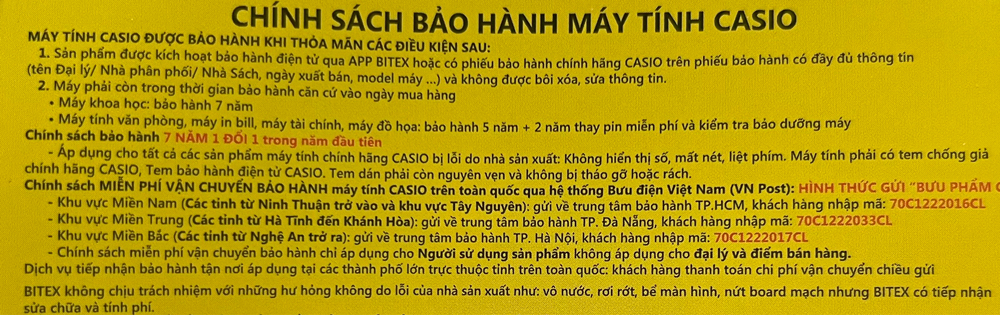 CHÍNH SÁCH BẢO HÀNH MÁY TÍNH CASIO
MÁY TÍNH CASIO ĐƯỢC BẢO HÀNH KHI THỎA MÃN CÁC ĐIỀU KIỆN SAU:
1. Sản phẩm được kích hoạt bảo hành điện tử qua APP BITEX hoặc có phiếu bảo hành chính hãng CASIO trên phiếu bảo hành có đầy đủ thông tin
(tên Đại lý/ Nhà phân phối/ Nhà Sách, ngày xuất bán, model máy ...) và không được bôi xóa, sửa thông tin.
2. Máy phải còn trong thời gian bảo hành căn cứ vào ngày mua hàng
• Máy khoa học: bảo hành 7 năm
• Máy tính văn phòng, máy in bill, máy tài chính, máy đồ họa: bảo hành 5 năm + 2 năm thay pin miễn phí và kiểm tra bảo dưỡng máy
Chính sách bảo hành 7 NĂM 1 ĐỔI 1 trong năm đầu tiên
- Áp dụng cho tất cả các sản phẩm máy tính chính hãng CASIO bị lỗi do nhà sản xuất: Không hiển thị số, mất nét, liệt phím. Máy tính phải có tem chống giả
chính hãng CASIO, Tem bảo hành điện tử CASIO. Tem dán phải còn nguyên vẹn và không bị tháo gỡ hoặc rách.
Chính sách MIỄN PHÍ VẬN CHUYỂN BẢO HÀNH máy tính CASIO trên toàn quốc qua hệ thống Bưu điện Việt Nam (VN Post): HÌNH THỨC GỬI "BƯU PHẨM
- Khu vực Miền Nam (Các tỉnh từ Ninh Thuận trở vào và khu vực Tây Nguyên): gửi về trung tâm bảo hành TP.HCM, khách hàng nhập mã: 70C1222016CL
- Khu vực Miền Trung (Các tỉnh từ Hà Tĩnh đến Khánh Hòa): gửi về trung tâm bảo hành TP. Đà Nẵng, khách hàng nhập mã: 70C1222033CL
- Khu vực Miền Bắc (Các tỉnh từ Nghệ An trở ra): gửi về trung tâm bảo hành TP. Hà Nội, khách hàng nhập mã: 70C1222017CL
- Chính sách miễn phí vận chuyển bảo hành chỉ áp dụng cho Người sử dụng sản phẩm không áp dụng cho đại lý và điểm bán hàng.
Dịch vụ tiếp nhận bảo hành tận nơi áp dụng tại các thành phố lớn trực thuộc tỉnh trên toàn quốc: khách hàng thanh toán chi phí vận chuyển chiều gửi
BITEX không chịu trách nhiệm với những hư hỏng không do lỗi của nhà sản xuất như: vô nước, rơi rớt, bể màn hình, nứt board mạch nhưng BITEX có tiếp nhận
sửa chữa và tính phí.